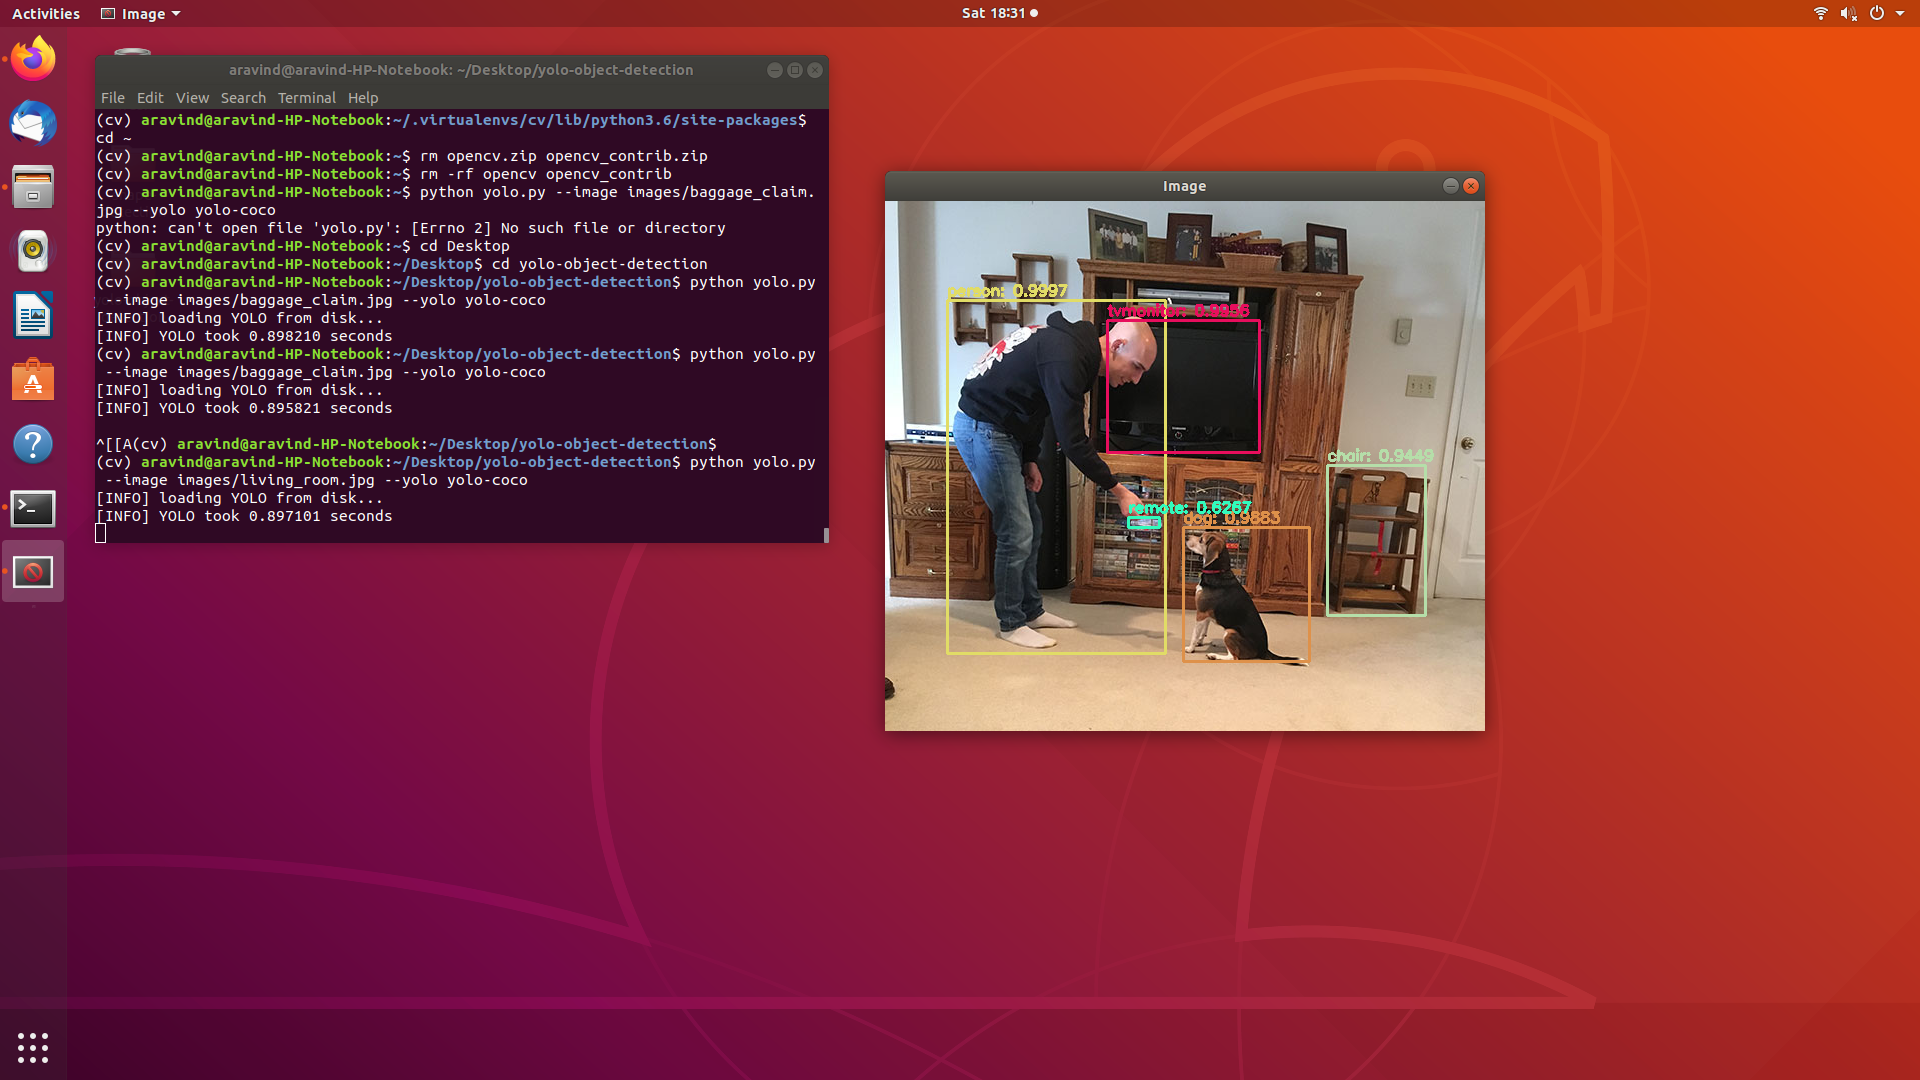 Activities
Image
Sat 18:31
aravind@aravind-HP-Notebook: ~/Desktop/yolo-object-detection
File Edit View Search Terminal Help
(cv) aravind@aravind-HP-Notebook:~/.virtualenvs/cv/lib/python3.6/site-packages$
cd ~
(cv) aravind@aravind-HP-Notebook:~$ rm opencv.zip opencv_contrib.zip
(cv) aravind@aravind-HP-Notebook:~$ rm -rf opencv opencv_contrib
(cv) aravind@aravind-HP-Notebook:~$ python yolo.py --image images/baggage_claim.
jpg --yolo yolo-coco
python: can't open file 'yolo.py': [Errno 2] No such file or directory
(cv) aravind@aravind-HP-Notebook:~$ cd Desktop
(cv) aravind@aravind-HP-Notebook:~/Desktop$ cd yolo-object-detection
(cv) aravind@aravind-HP-Notebook:~/Desktop/yolo-object-detection$ python yolo.py
--image images/baggage_claim.jpg --yolo yolo-coco
[INFO] loading YOLO from disk...
[INFO] YOLO took 0.898210 seconds
(cv) aravind@aravind-HP-Notebook:~/Desktop/yolo-object-detection$ python yolo.py
--image images/baggage_claim.jpg --yolo yolo-coco
[INFO] loading YOLO from disk...
[INFO] YOLO took 0.895821 seconds
^[[A(cv) aravind@aravind-HP-Notebook:~/Desktop/yolo-object-detection$
(cv) aravind@aravind-HP-Notebook:~/Desktop/yolo-object-detection$ python yolo.py
--image images/living_room.jpg --yolo yolo-coco
[INFO] loading YOLO from disk...
[INFO] YOLO took 0.897101 seconds
Image
person: 0.9997
tvmonitor: 0.9956
chair: 0.9449
remote: 0.6267
dog: 0.9883